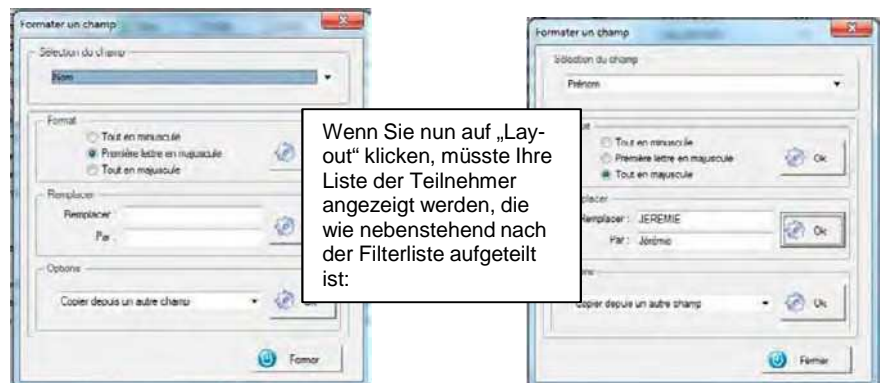 Formater un champ
Sélection du champ
Nom
Format
Tout en minuscule
Première lettre en majuscule
Tout en majuscule
Remplacer
Remplacer
Par :
Options
Copier depuis un autre champ
Fermer
Wenn Sie nun auf „Lay-
out“ klicken, müsste Ihre
Liste der Teilnehmer
angezeigt werden, die
wie nebenstehend nach
der Filterliste aufgeteilt
ist:
Formater un champ
Sélection du champ
Prénom
Tout en minuscule
Première lettre en majuscule
Tout en majuscule
Ok
Remplacer : JEREMIE
Par : Jérémie
Ok
Copier depuis un autre champ
Ok
Fermer